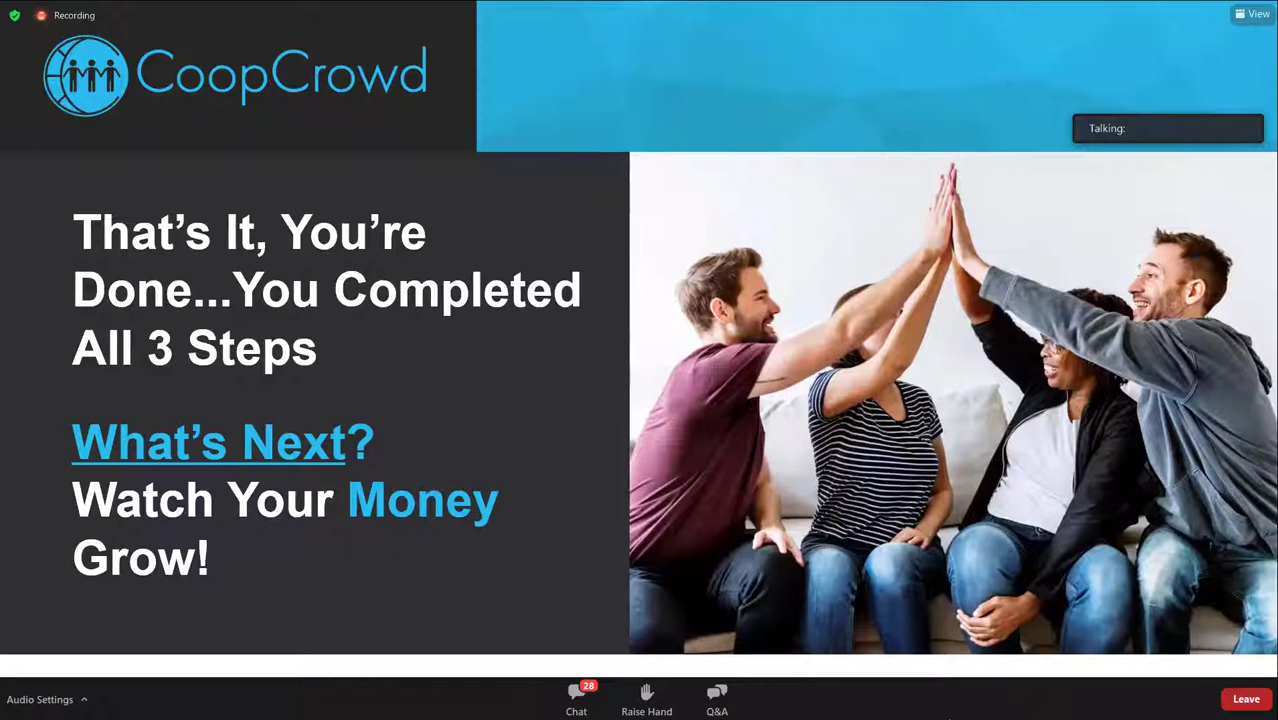 Recording
View
CoopCrowd
Talking:
That’s It, You’re
Done...You Completed
All 3 Steps
What’s Next?
Watch Your Money
Grow!
Audio Settings
28
Chat
Raise Hand
Q&A
Leave